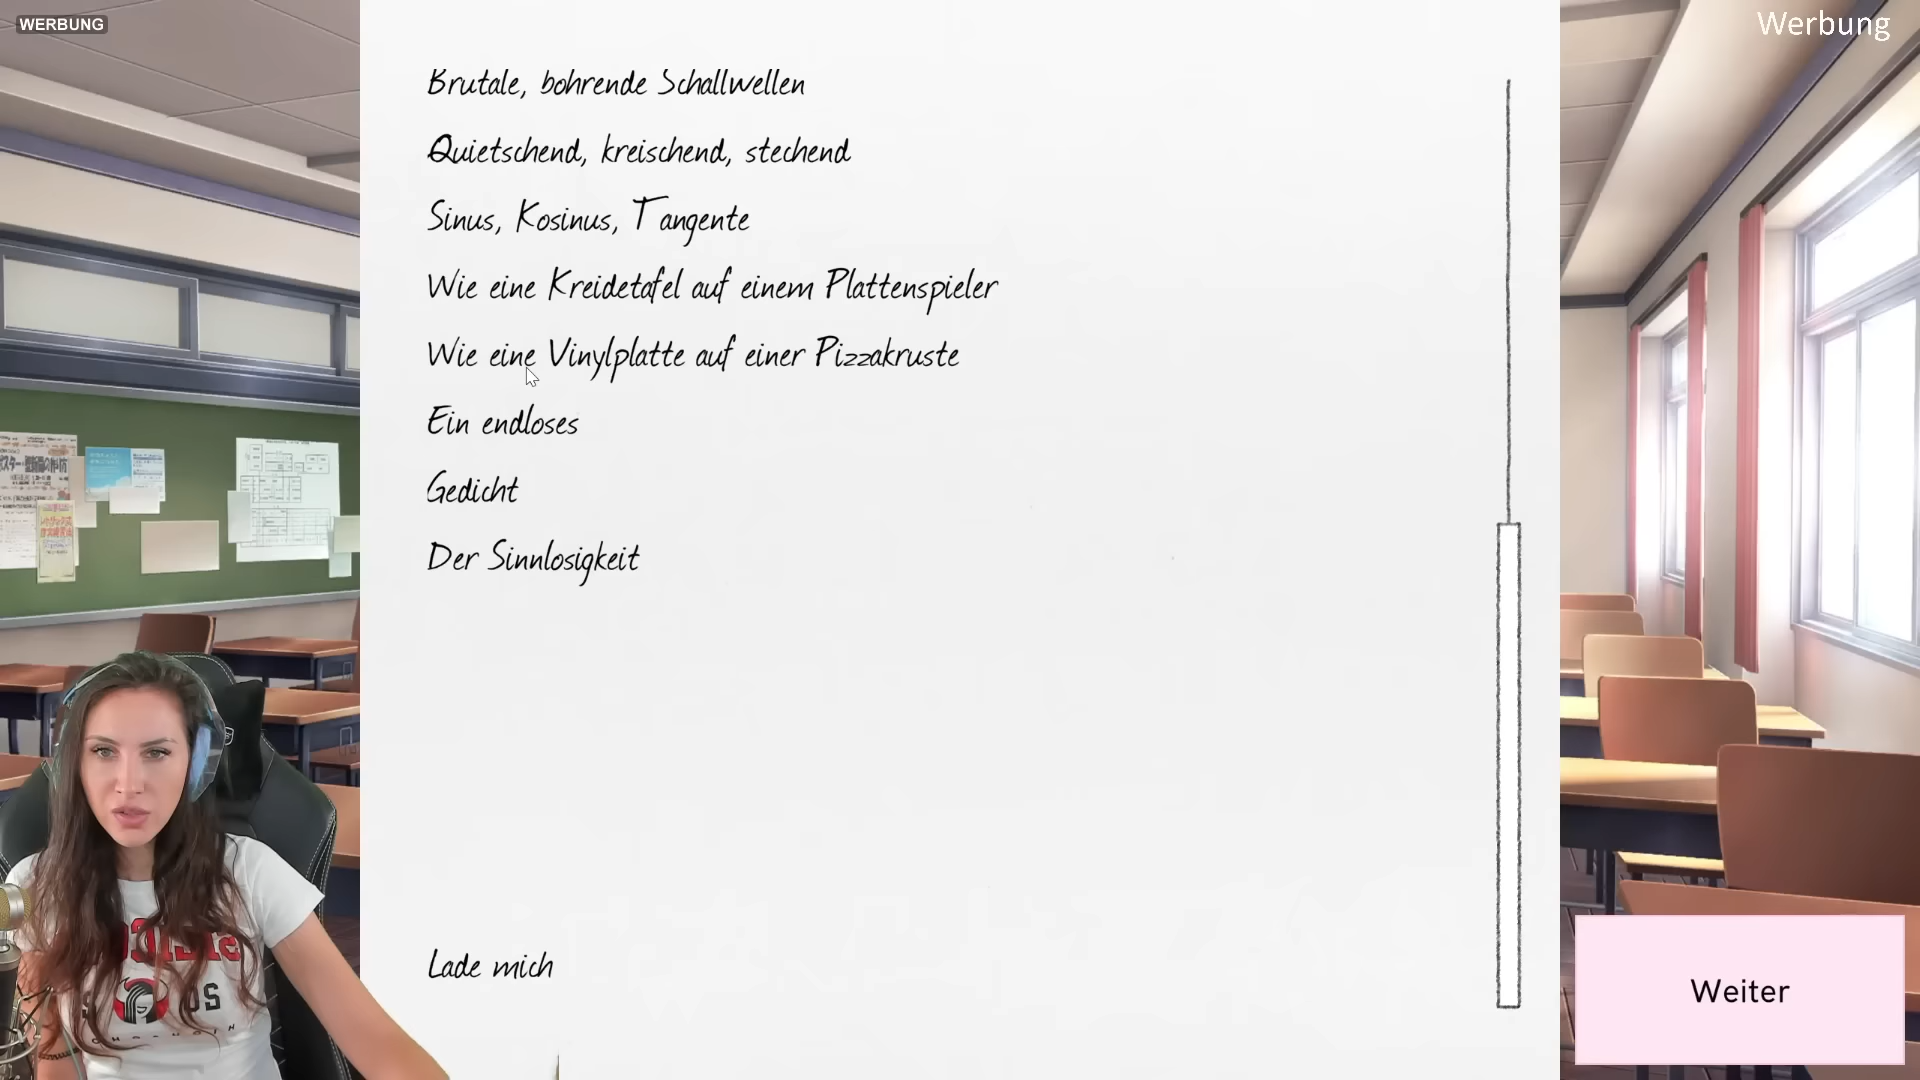 WERBUNG
Werbung
Brutale, bohrende Schallwellen
Quietschend, kreischend, stechend
Sinus, Kosinus, Tangente
Wie eine Kreidetafel auf einem Plattenspieler
Wie eine Vinylplatte auf einer Pizzakruste
Ein endloses
Gedicht
Der Sinnlosigkeit
Lade mich
Weiter